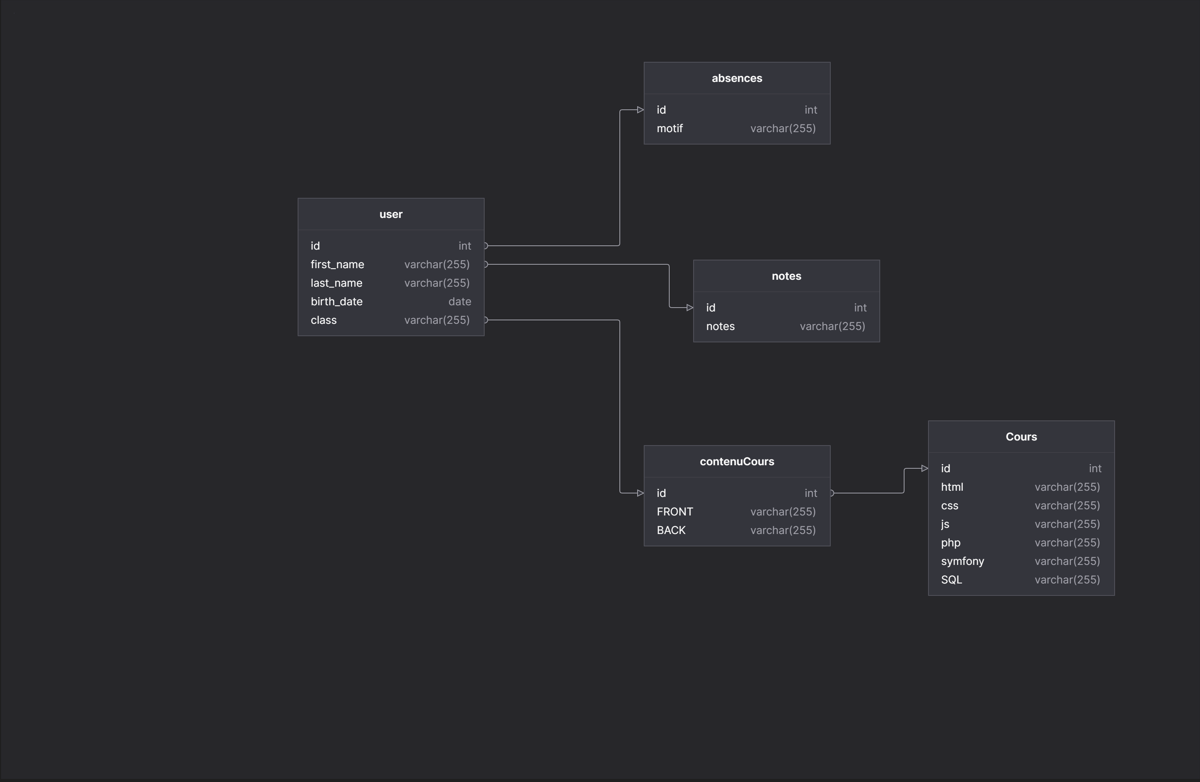 absences
id int
motif varchar(255)
user
id int
first_name varchar(255)
last_name varchar(255)
birth_date date
class varchar(255)
notes
id int
notes varchar(255)
contenuCours
id int
FRONT varchar(255)
BACK varchar(255)
Cours
id int
html varchar(255)
css varchar(255)
js varchar(255)
php varchar(255)
symfony varchar(255)
SQL varchar(255)